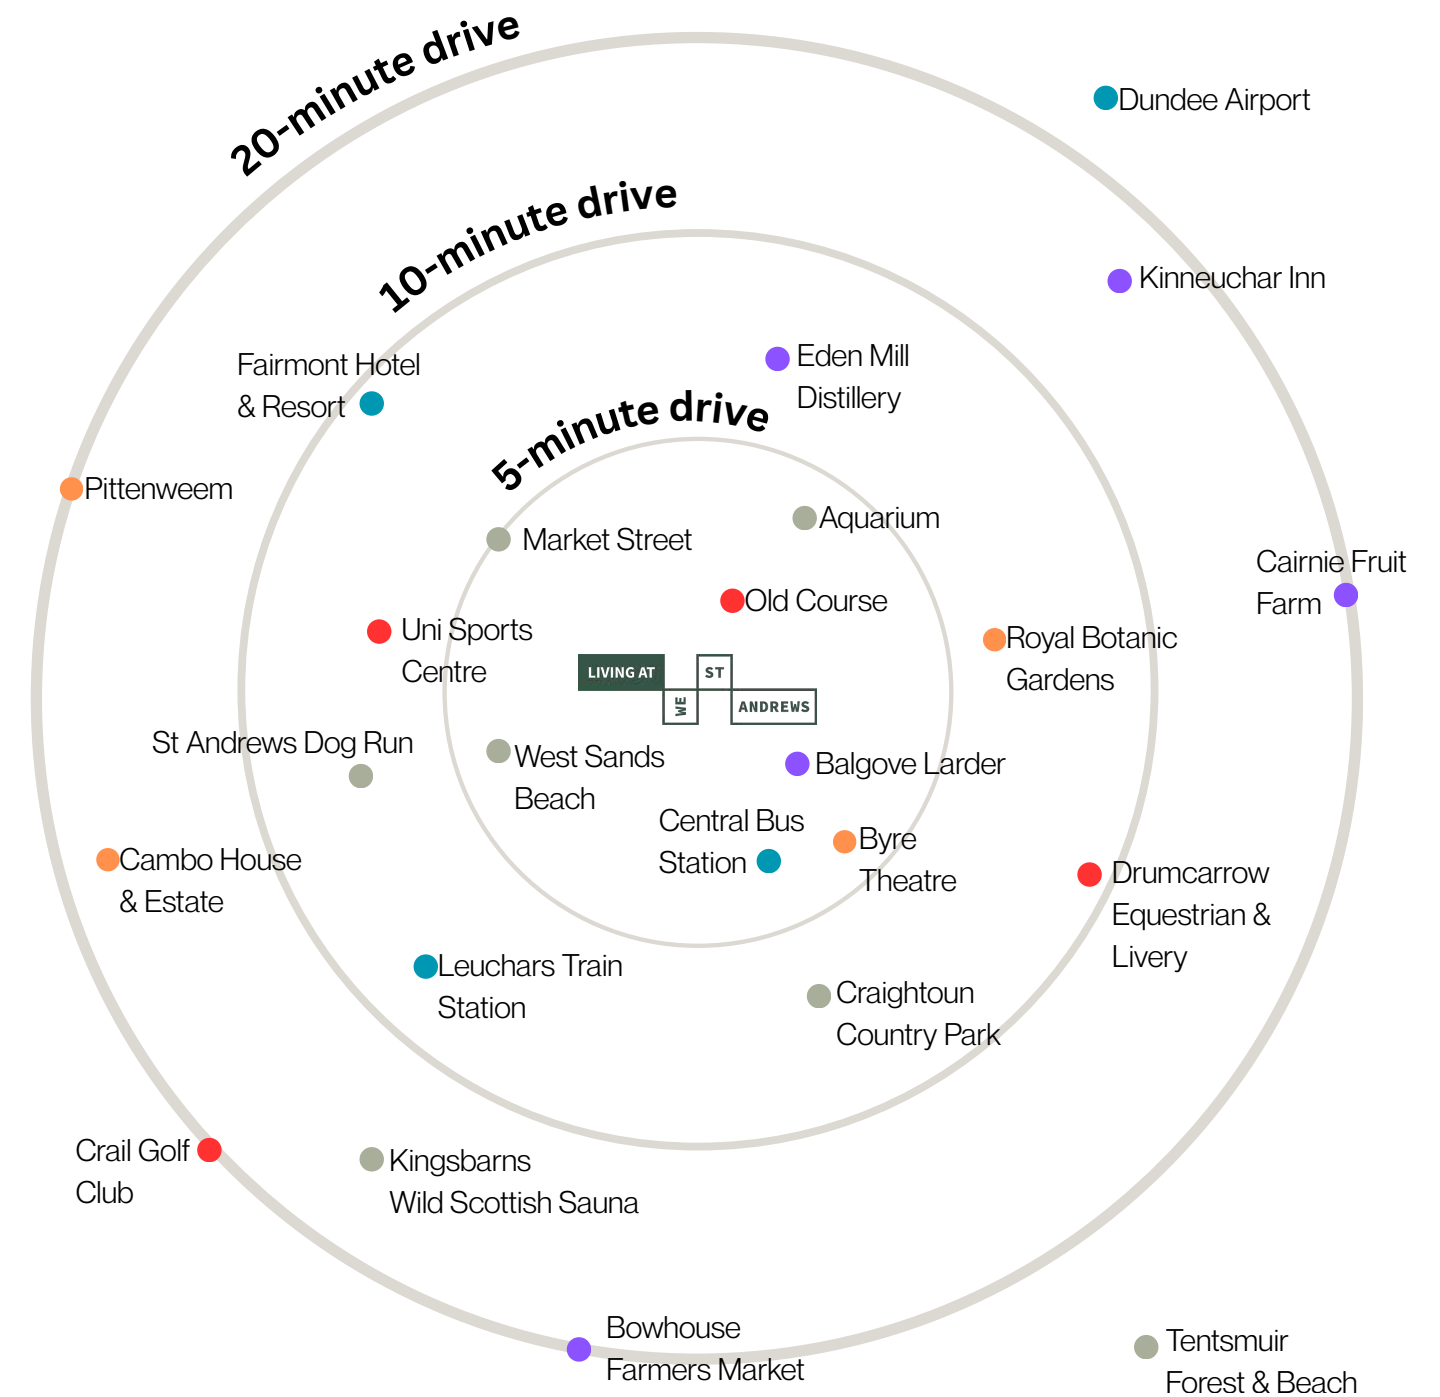 20-minute drive
Dundee Airport
10-minute drive
Kinneuchar Inn
Eden Mill
Distillery
Fairmont Hotel
& Resort
5-minute drive
Pittenweem
Market Street
Aquarium
Cairnie Fruit
Farm
Old Course
Uni Sports
Centre
Royal Botanic
Gardens
LIVING AT
ST
WE
ANDREWS
St Andrews Dog Run
West Sands
Beach
Balgove Larder
Central Bus
Station
Byre
Theatre
Cambo House
& Estate
Drumcarrow
Equestrian &
Livery
Leuchars Train
Station
Craightoun
Country Park
Crail Golf
Club
Kingsbarns
Wild Scottish Sauna
Bowhouse
Farmers Market
Tentsmuir
Forest & Beach